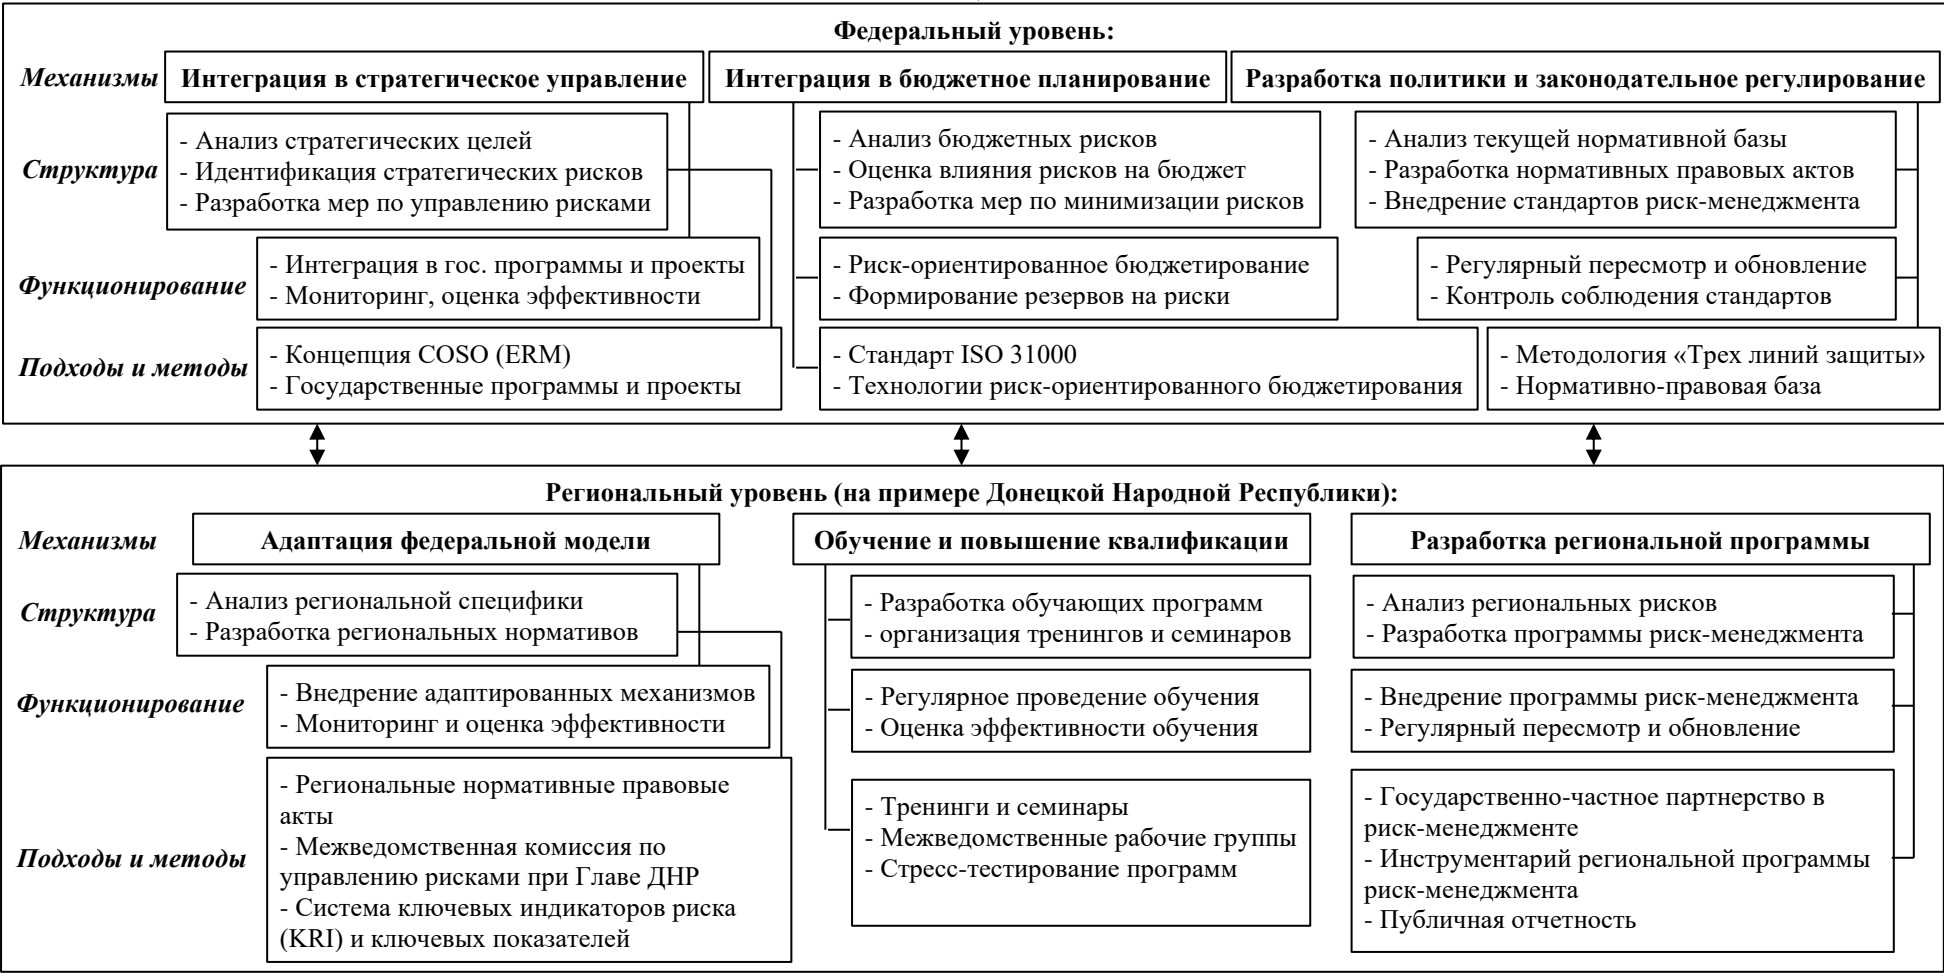 Федеральный уровень:
Механизмы
Интеграция в стратегическое управление
Интеграция в бюджетное планирование
Разработка политики и законодательное регулирование
Структура
- Анализ стратегических целей
- Идентификация стратегических рисков
- Разработка мер по управлению рисками
- Анализ бюджетных рисков
- Оценка влияния рисков на бюджет
- Разработка мер по минимизации рисков
- Анализ текущей нормативной базы
- Разработка нормативных правовых актов
- Внедрение стандартов риск-менеджмента
Функционирование
- Интеграция в гос. программы и проекты
- Мониторинг, оценка эффективности
- Риск-ориентированное бюджетирование
- Формирование резервов на риски
- Регулярный пересмотр и обновление
- Контроль соблюдения стандартов
Подходы и методы
- Концепция COSO (ERM)
- Государственные программы и проекты
- Стандарт ISO 31000
- Технологии риск-ориентированного бюджетирования
- Методология «Трех линий защиты»
- Нормативно-правовая база
Региональный уровень (на примере Донецкой Народной Республики):
Механизмы
Адаптация федеральной модели
Обучение и повышение квалификации
Разработка региональной программы
Структура
- Анализ региональной специфики
- Разработка региональных нормативов
- Разработка обучающих программ
- организация тренингов и семинаров
- Анализ региональных рисков
- Разработка программы риск-менеджмента
Функционирование
- Внедрение адаптированных механизмов
- Мониторинг и оценка эффективности
- Регулярное проведение обучения
- Оценка эффективности обучения
- Внедрение программы риск-менеджмента
- Регулярный пересмотр и обновление
Подходы и методы
- Региональные нормативные правовые
акты
- Межведомственная комиссия по
управлению рисками при Главе ДНР
- Система ключевых индикаторов риска
(KRI) и ключевых показателей
- Тренинги и семинары
- Межведомственные рабочие группы
- Стресс-тестирование программ
- Государственно-частное партнерство в
риск-менеджменте
- Инструментарий региональной программы
риск-менеджмента
- Публичная отчетность